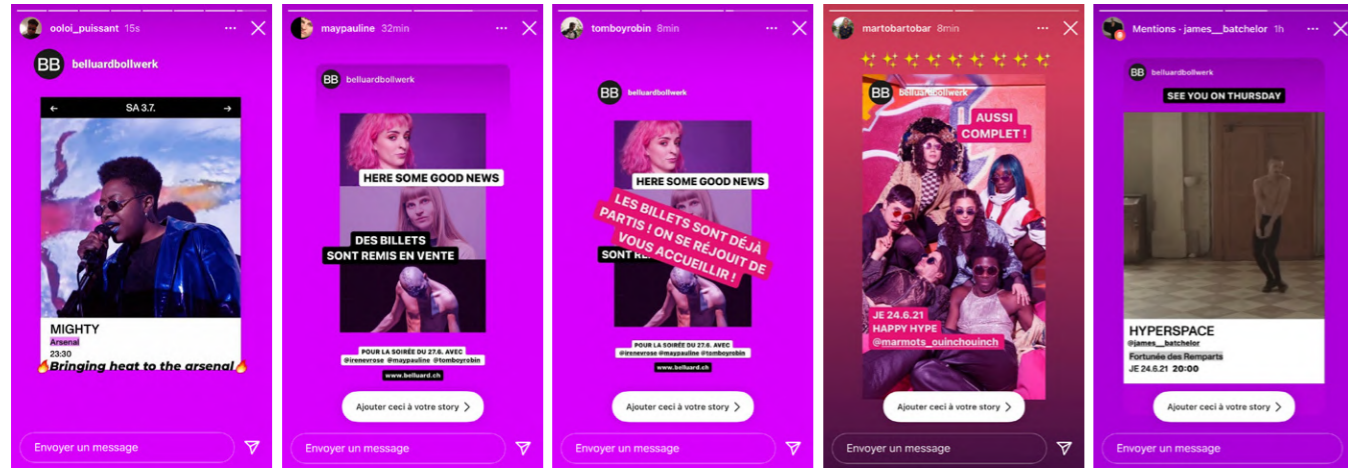 ooloi_puissant 15s
BB belluardbollwerk
← SA 3.7. →
MIGHTY
Arsenal
23:30
🔥Bringing heat to the arsenal🔥
Envoyer un message
maypauline 32min
BB belluardbollwerk
HERE SOME GOOD NEWS
DES BILLETS
SONT REMIS EN VENTE
POUR LA SOIRÉE DU 27.6. AVEC
@irenevrose @maypauline @tomboyrobin
www.belluard.ch
Ajouter ceci à votre story >
Envoyer un message
tomboyrobin 8min
BB belluardbollwerk
HERE SOME GOOD NEWS
LES BILLETS SONT DÉJÀ
PARTIS ! ON SE RÉJOUIT DE
VOUS ACCUEILLIR !
SONT RE
POUR LA SOIRÉE DU 27.6. AVEC
@irenevrose @maypauline @tomboyrobin
www.belluard.ch
Ajouter ceci à votre story >
Envoyer un message
martobartobar 8min
BB belluardbollwerk
AUSSI
COMPLET !
JE 24.6.21
HAPPY HYPE
@marmots_ouinchouinch
Ajouter ceci à votre story >
Envoyer un message
Mentions - james__batchelor 1h
BB belluardbollwerk
SEE YOU ON THURSDAY
HYPERSPACE
@james__batchelor
Fortunée des Remparts
JE 24.6.21 20:00
Ajouter ceci à votre story >
Envoyer un message